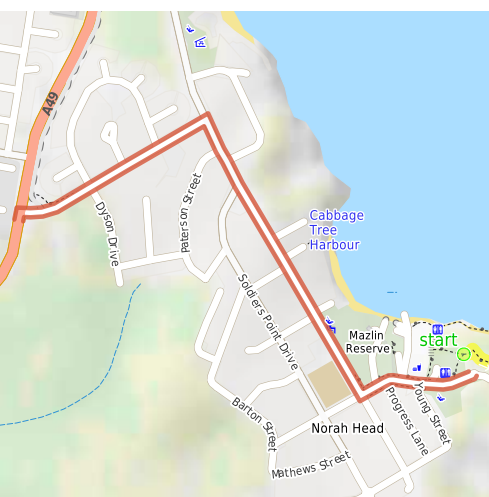 A49
Cabbage
Tree
Harbour
Paterson Street
Dyson Drive
Soldiers Point Drive
start
Mazlin
Reserve
Barton Street
Norah Head
Progress Lane
Young Street
Mathews Street